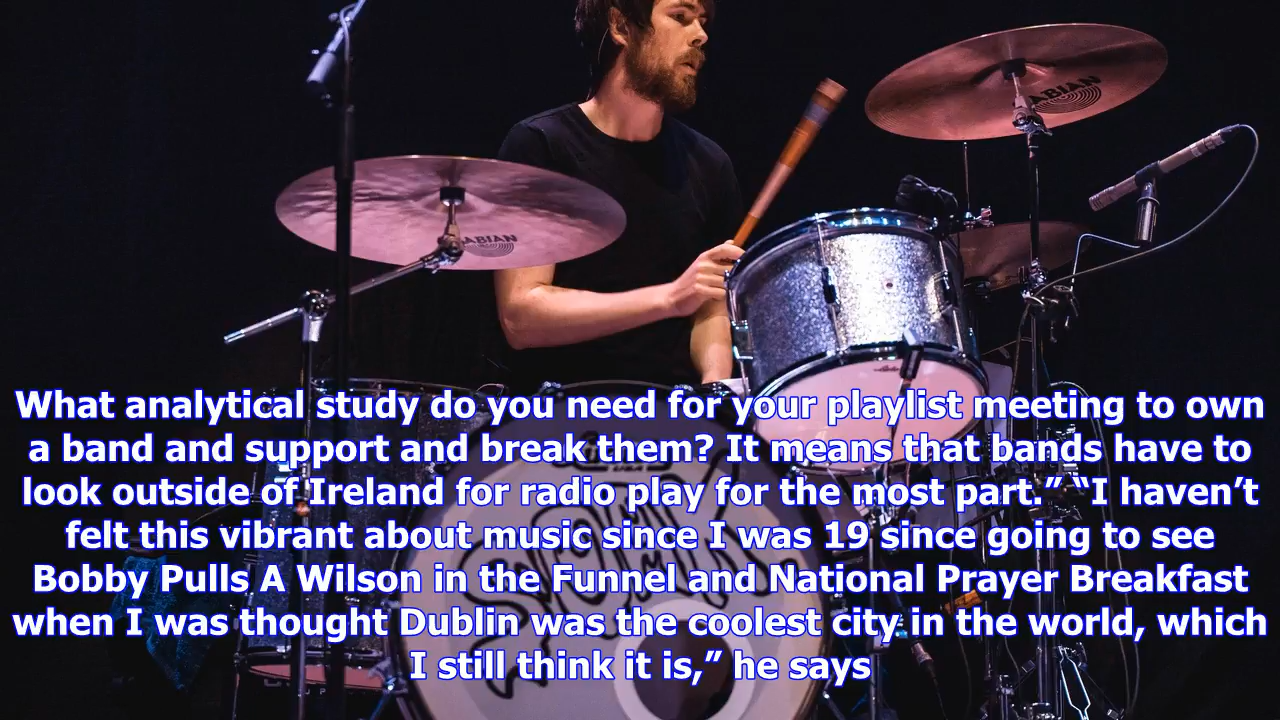 SABIAN
SABIAN
What analytical study do you need for your playlist meeting to own
a band and support and break them? It means that bands have to
look outside of Ireland for radio play for the most part.” “I haven’t
felt this vibrant about music since I was 19 since going to see
Bobby Pulls A Wilson in the Funnel and National Prayer Breakfast
when I was thought Dublin was the coolest city in the world, which
I still think it is,” he says